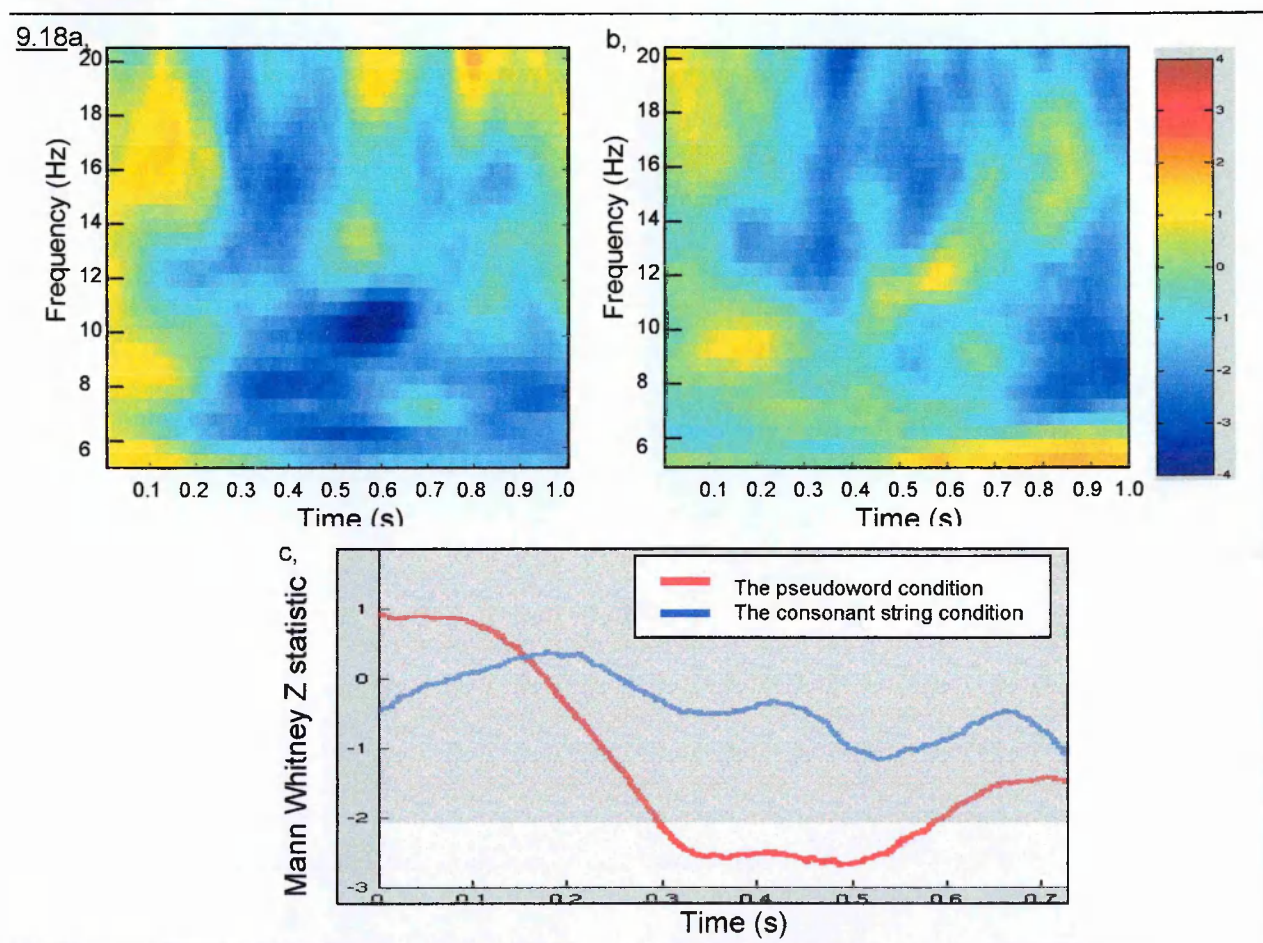 9.18a,
20
18
16
14
12
10
8
6
Frequency (Hz)
0.1 0.2 0.3 0.4 0.5 0.6 0.7 0.8 0.9 1.0
Time (s)
b,
20
18
16
14
12
10
8
6
Frequency (Hz)
0.1 0.2 0.3 0.4 0.5 0.6 0.7 0.8 0.9 1.0
Time (s)
4
3
2
1
0
-1
-2
-3
-4
c,
Mann Whitney Z statistic
1
0
-1
-2
-3
The pseudoword condition
The consonant string condition
0 0.1 0.2 0.3 0.4 0.5 0.6 0.7
Time (s)